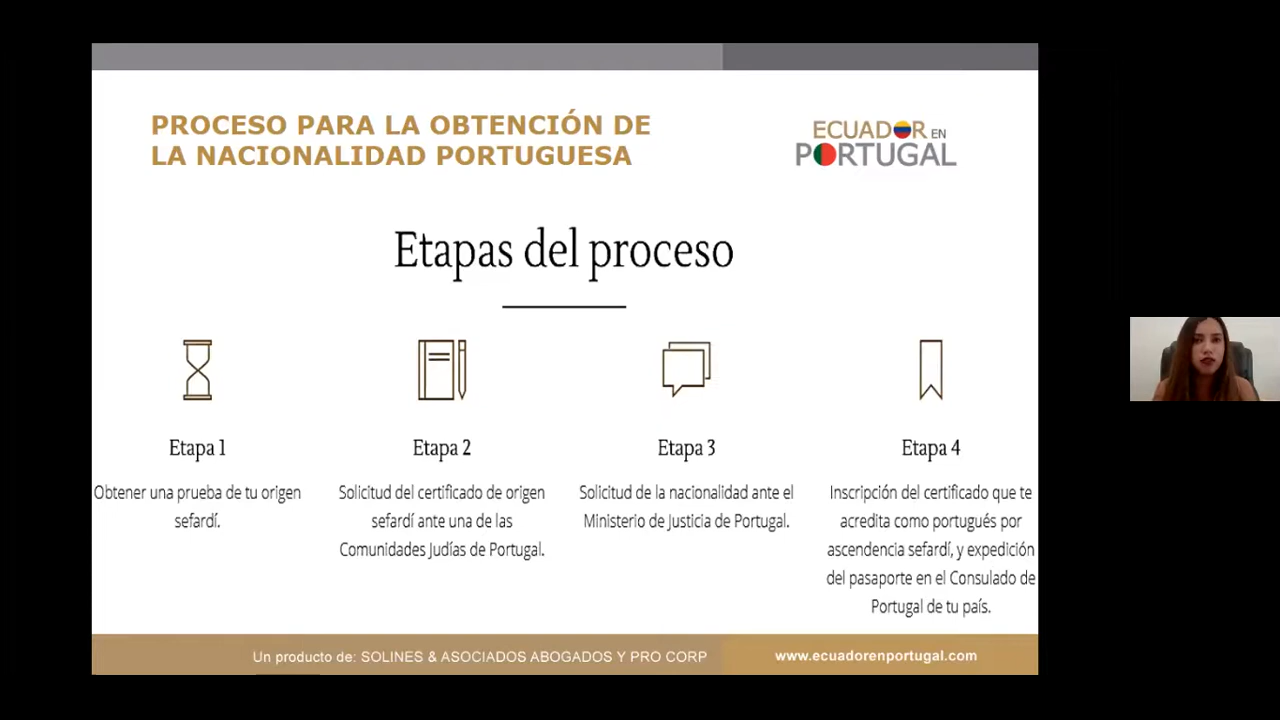 PROCESO PARA LA OBTENCIÓN DE
LA NACIONALIDAD PORTUGUESA
ECUADOR EN
PORTUGAL
Etapas del proceso
Etapa 1
Obtener una prueba de tu origen
sefardí.
Etapa 2
Solicitud del certificado de origen
sefardí ante una de las
Comunidades Judías de Portugal.
Etapa 3
Solicitud de la nacionalidad ante el
Ministerio de Justicia de Portugal.
Etapa 4
Inscripción del certificado que te
acredita como portugués por
ascendencia sefardí, y expedición
del pasaporte en el Consulado de
Portugal de tu país.
Un producto de: SOLINES & ASOCIADOS ABOGADOS Y PRO CORP
www.ecuadorenportugal.com